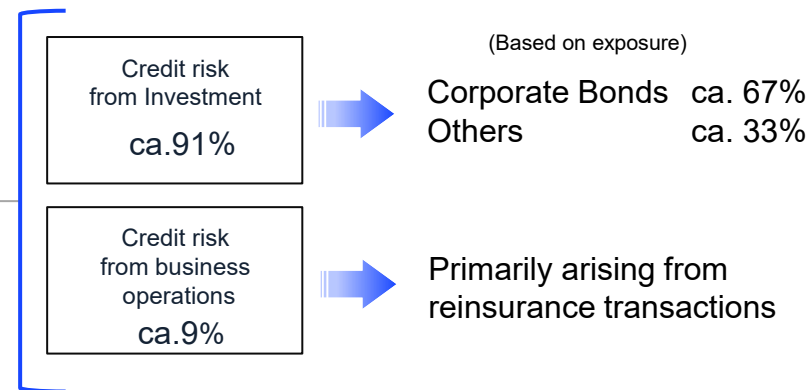 (Based on exposure)
Credit risk
from Investment
ca.91%
Corporate Bonds ca. 67%
Others ca. 33%
Credit risk
from business
operations
ca.9%
Primarily arising from
reinsurance transactions